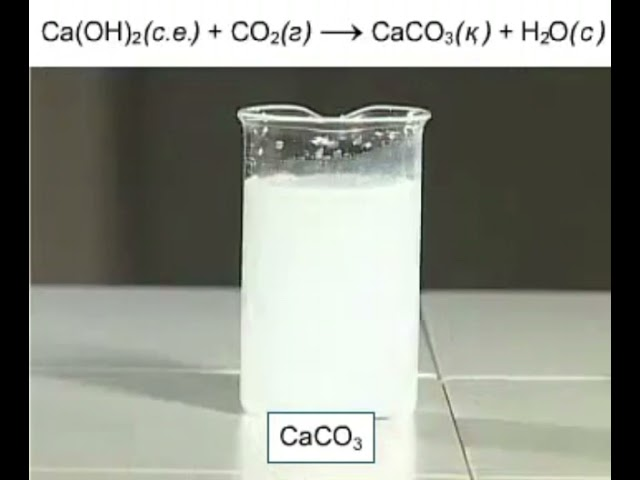 Ca(OH)₂(с.е.) + CO₂(г) ⟶ CaCO₃(қ) + H₂O(с)
CaCO₃